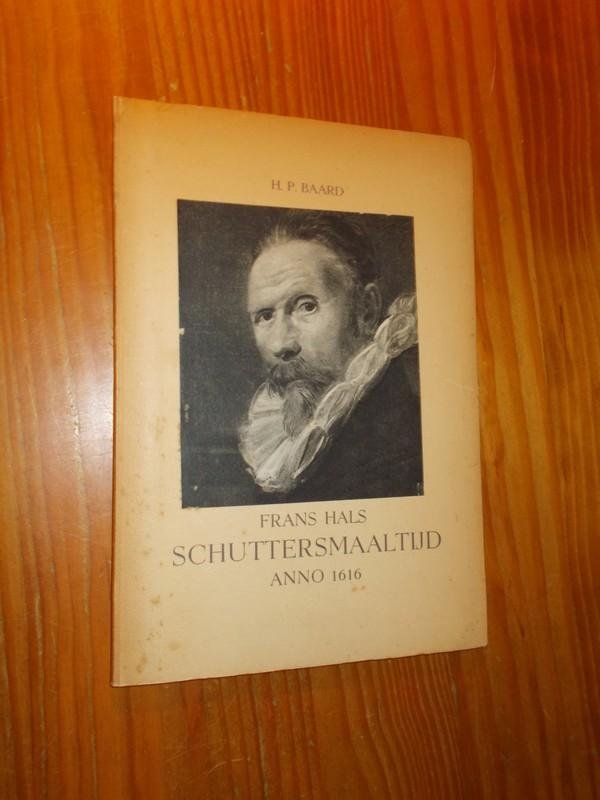 H. P. BAARD
FRANS HALS
SCHUTTERSMAALTIJD
ANNO 1616